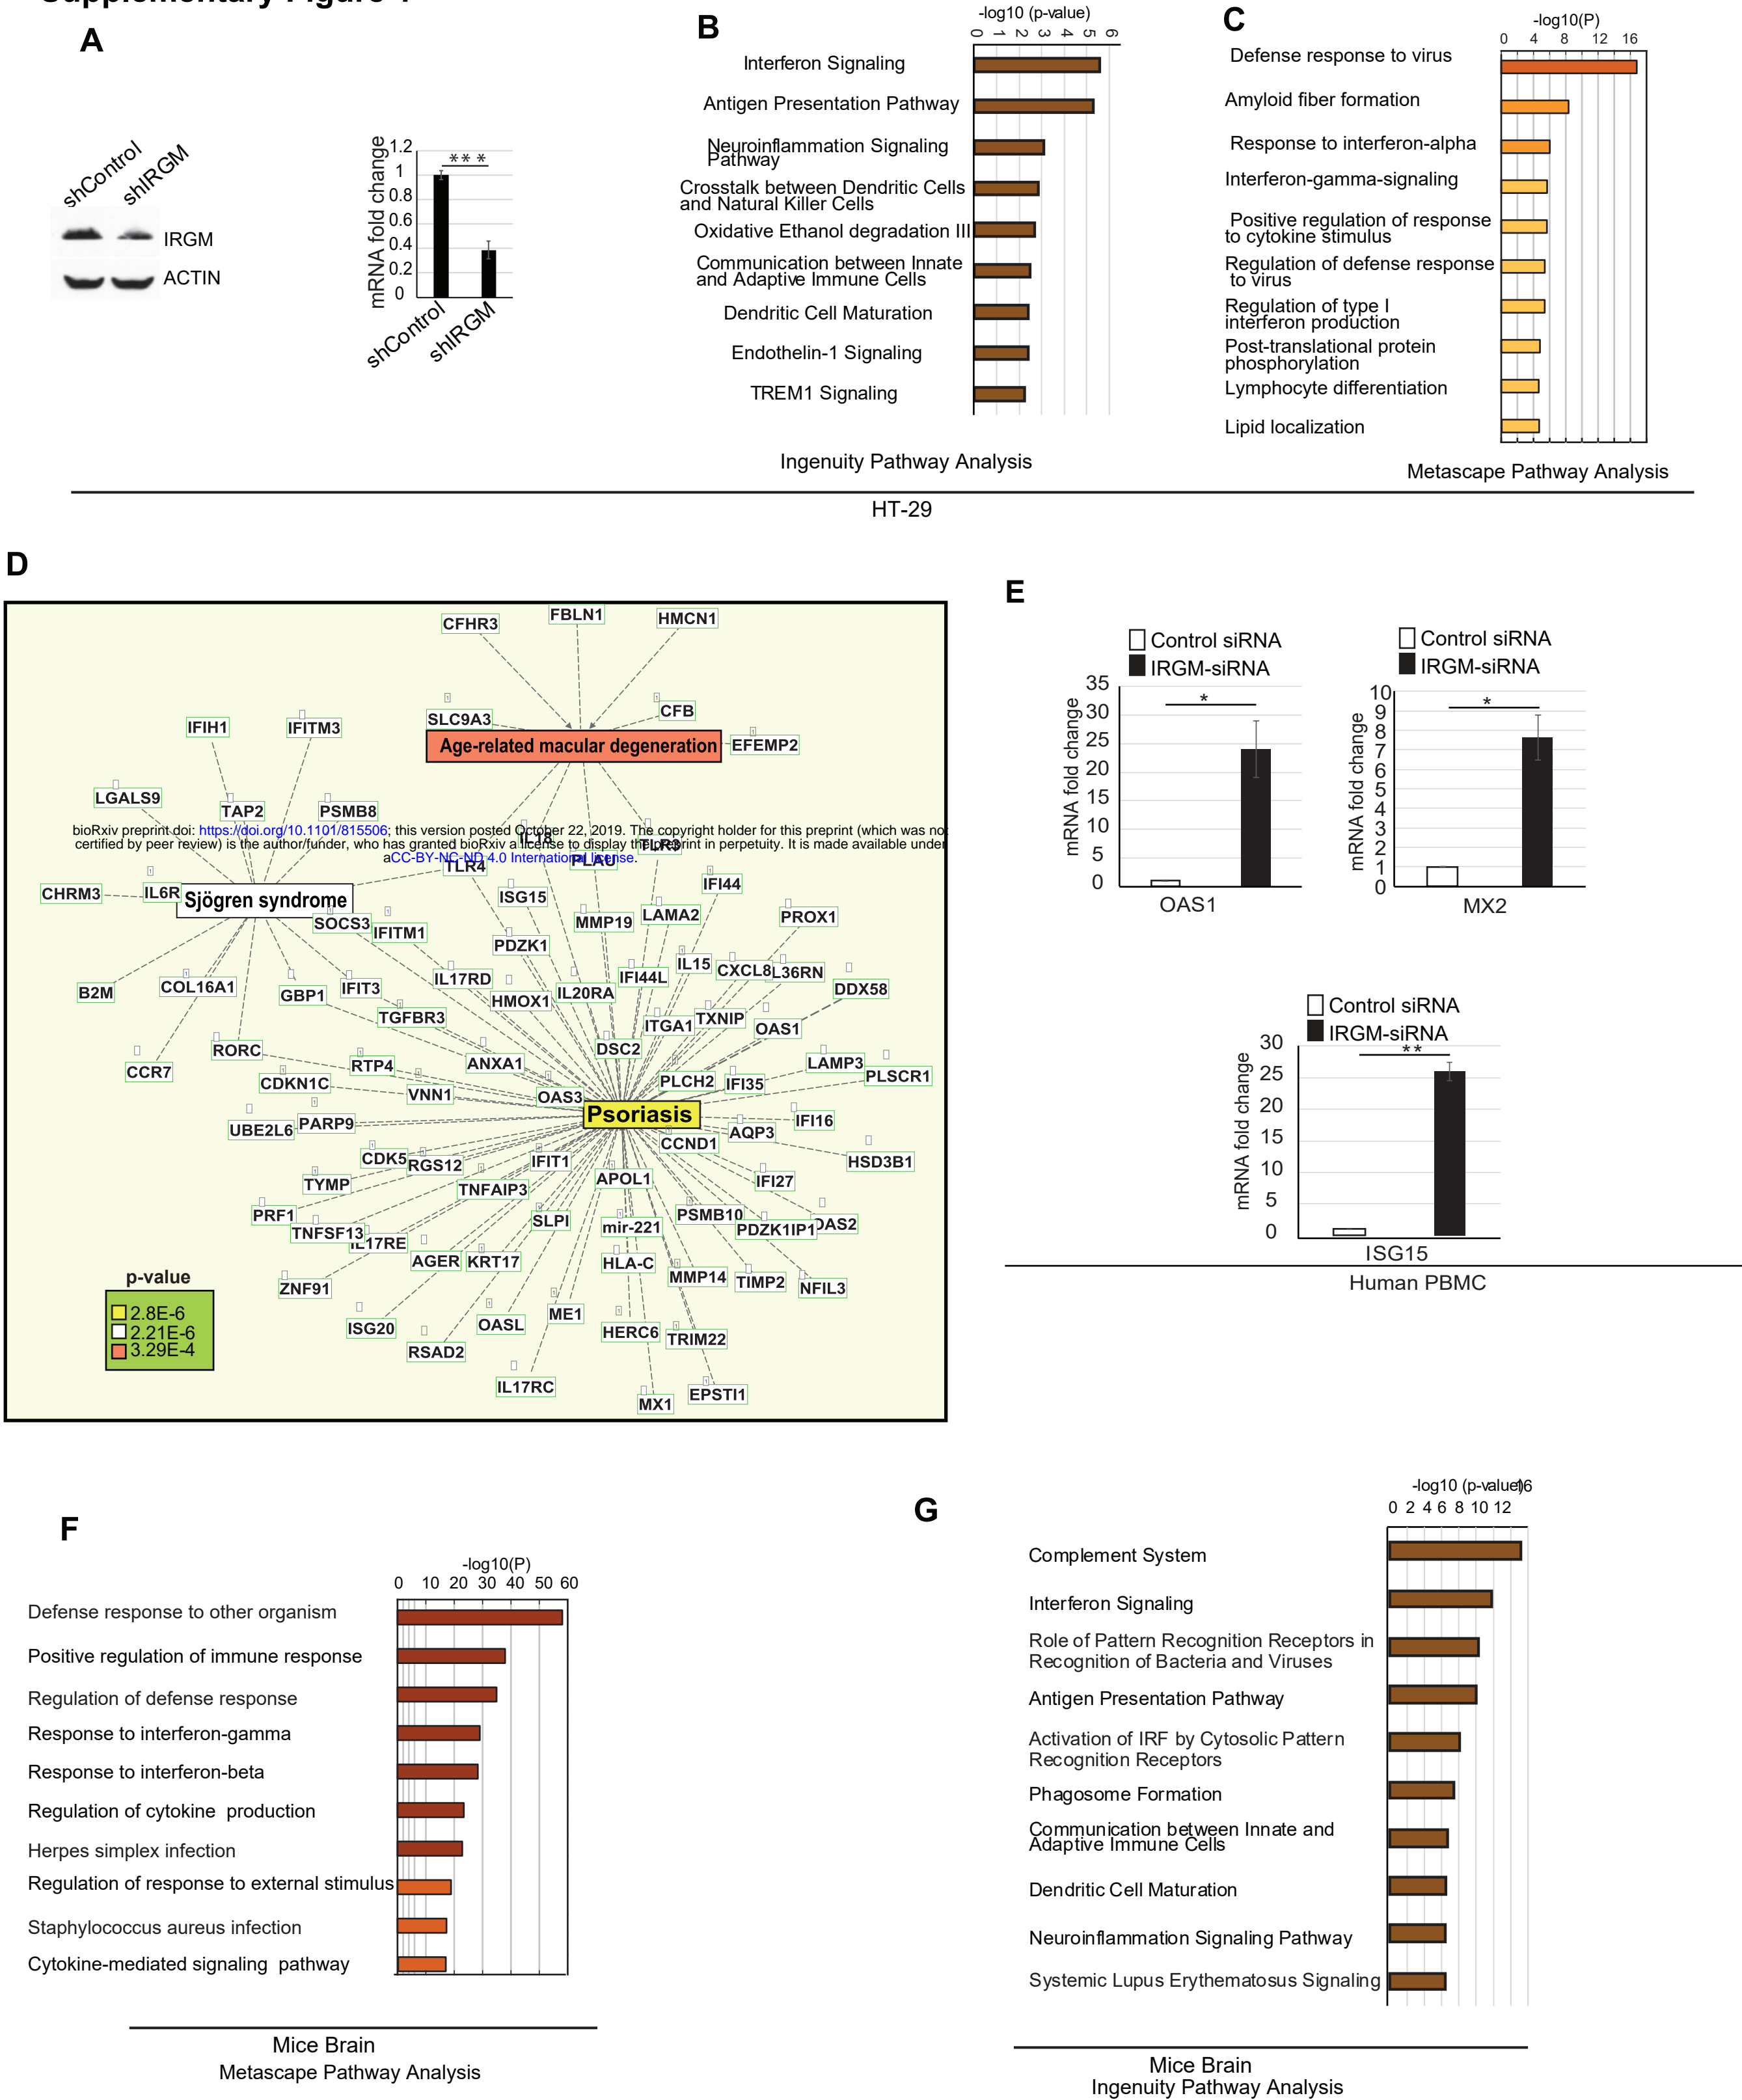 A
shControl
shIRGM
IRGM
ACTIN
mRNA fold change
1.2
1
0.8
0.6
0.4
0.2
0
***
shControl
shIRGM
B
-log10 (p-value)
0 1 2 3 4 5 6
Interferon Signaling
Antigen Presentation Pathway
Neuroinflammation Signaling
Pathway
Crosstalk between Dendritic Cells
and Natural Killer Cells
Oxidative Ethanol degradation III
Communication between Innate
and Adaptive Immune Cells
Dendritic Cell Maturation
Endothelin-1 Signaling
TREM1 Signaling
Ingenuity Pathway Analysis
C
-log10(P)
0 4 8 12 16
Defense response to virus
Amyloid fiber formation
Response to interferon-alpha
Interferon-gamma-signaling
Positive regulation of response
to cytokine stimulus
Regulation of defense response
to virus
Regulation of type I
interferon production
Post-translational protein
phosphorylation
Lymphocyte differentiation
Lipid localization
Metascape Pathway Analysis
HT-29
D
CFHR3
FBLN1
HMCN1
SLC9A3
CFB
Age-related macular degeneration
EFEMP2
IFIH1
IFITM3
LGALS9
TAP2
PSMB8
bioRxiv preprint doi: https://doi.org/10.1101/815506; this version posted October 22, 2019. The copyright holder for this preprint (which was no
certified by peer review) is the author/funder, who has granted bioRxiv a license to display the preprint in perpetuity. It is made available under
aCC-BY-NC-ND 4.0 International license.
IL18
TLR3
PLAU
TLR4
CHRM3
IL6R
Sjögren syndrome
ISG15
IFI44
SOCS3
IFITM1
MMP19
LAMA2
PROX1
PDZK1
B2M
COL16A1
GBP1
IFIT3
IL17RD
HMOX1
IL20RA
IFI44L
IL15
CXCL8
L36RN
DDX58
TGFBR3
ITGA1
TXNIP
OAS1
RORC
CCR7
CDKN1C
RTP4
ANXA1
DSC2
LAMP3
PLSCR1
VNN1
OAS3
PLCH2
IFI35
Psoriasis
UBE2L6
PARP9
IFI16
AQP3
CCND1
HSD3B1
CDK5
RGS12
IFIT1
TYMP
TNFAIP3
APOL1
IFI27
PRF1
TNFSF13
IL17RE
SLPI
mir-221
PSMB10
PDZK1IP1
OAS2
AGER
KRT17
HLA-C
MMP14
TIMP2
NFIL3
ZNF91
ISG20
RSAD2
OASL
ME1
HERC6
TRIM22
IL17RC
MX1
EPSTI1
p-value
2.8E-6
2.21E-6
3.29E-4
E
Control siRNA
IRGM-siRNA
mRNA fold change
35
30
25
20
15
10
5
0
*
OAS1
Control siRNA
IRGM-siRNA
mRNA fold change
10
9
8
7
6
5
4
3
2
1
0
*
MX2
Control siRNA
IRGM-siRNA
mRNA fold change
30
25
20
15
10
5
0
**
ISG15
Human PBMC
F
-log10(P)
0 10 20 30 40 50 60
Defense response to other organism
Positive regulation of immune response
Regulation of defense response
Response to interferon-gamma
Response to interferon-beta
Regulation of cytokine production
Herpes simplex infection
Regulation of response to external stimulus
Staphylococcus aureus infection
Cytokine-mediated signaling pathway
Mice Brain
Metascape Pathway Analysis
G
-log10 (p-value)16
0 2 4 6 8 10 12
Complement System
Interferon Signaling
Role of Pattern Recognition Receptors in
Recognition of Bacteria and Viruses
Antigen Presentation Pathway
Activation of IRF by Cytosolic Pattern
Recognition Receptors
Phagosome Formation
Communication between Innate and
Adaptive Immune Cells
Dendritic Cell Maturation
Neuroinflammation Signaling Pathway
Systemic Lupus Erythematosus Signaling
Mice Brain
Ingenuity Pathway Analysis